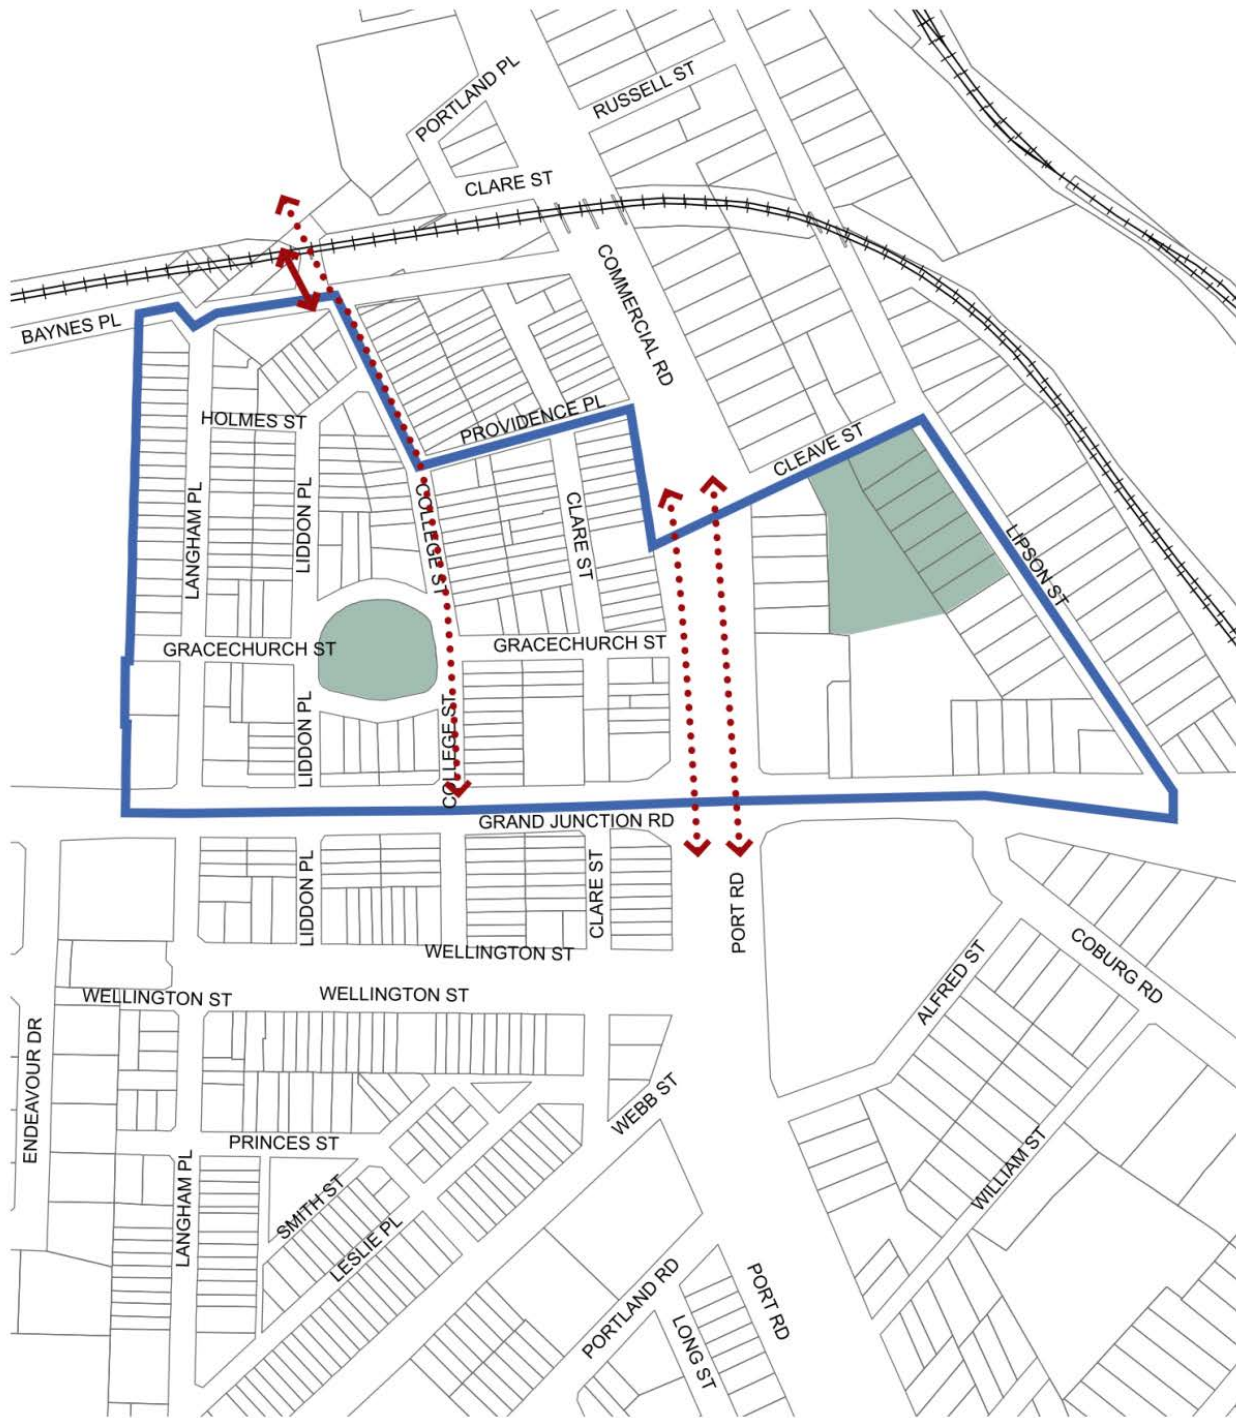 PORTLAND PL
RUSSELL ST
CLARE ST
COMMERCIAL RD
BAYNES PL
HOLMES ST
PROVIDENCE PL
CLEAVE ST
LANGHAM PL
LIDDON PL
COLLEGE ST
CLARE ST
LIPSON ST
GRACECHURCH ST
GRACECHURCH ST
LIDDON PL
COLLEGE ST
GRAND JUNCTION RD
LIDDON PL
CLARE ST
PORT RD
WELLINGTON ST
COBURG RD
ALFRED ST
WELLINGTON ST
WELLINGTON ST
ENDEAVOUR DR
WEBB ST
PRINCES ST
WILLIAM ST
LANGHAM PL
SMITH ST
LESLIE PL
PORTLAND RD
PORT RD
LONG ST